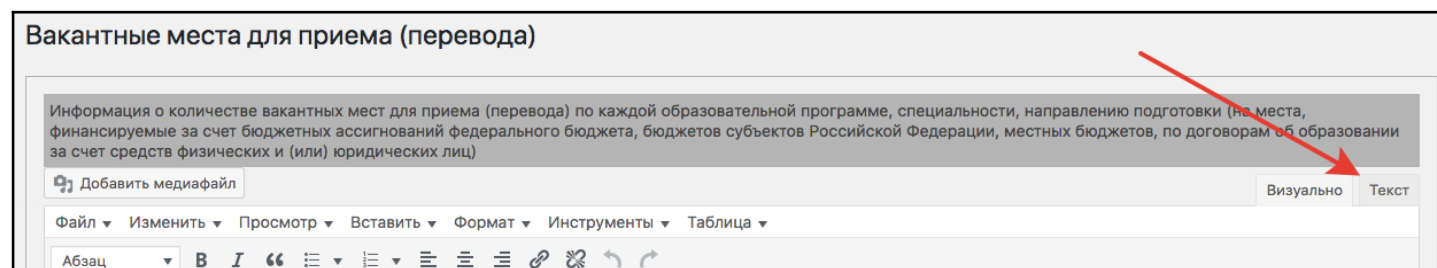 Вакантные места для приема (перевода)
Информация о количестве вакантных мест для приема (перевода) по каждой образовательной программе, специальности, направлению подготовки (на места,
финансируемые за счет бюджетных ассигнований федерального бюджета, бюджетов субъектов Российской Федерации, местных бюджетов, по договорам об образовании
за счет средств физических и (или) юридических лиц)
Добавить медиафайл
Визуально Текст
Файл Изменить Просмотр Вставить Формат Инструменты Таблица
Абзац B I